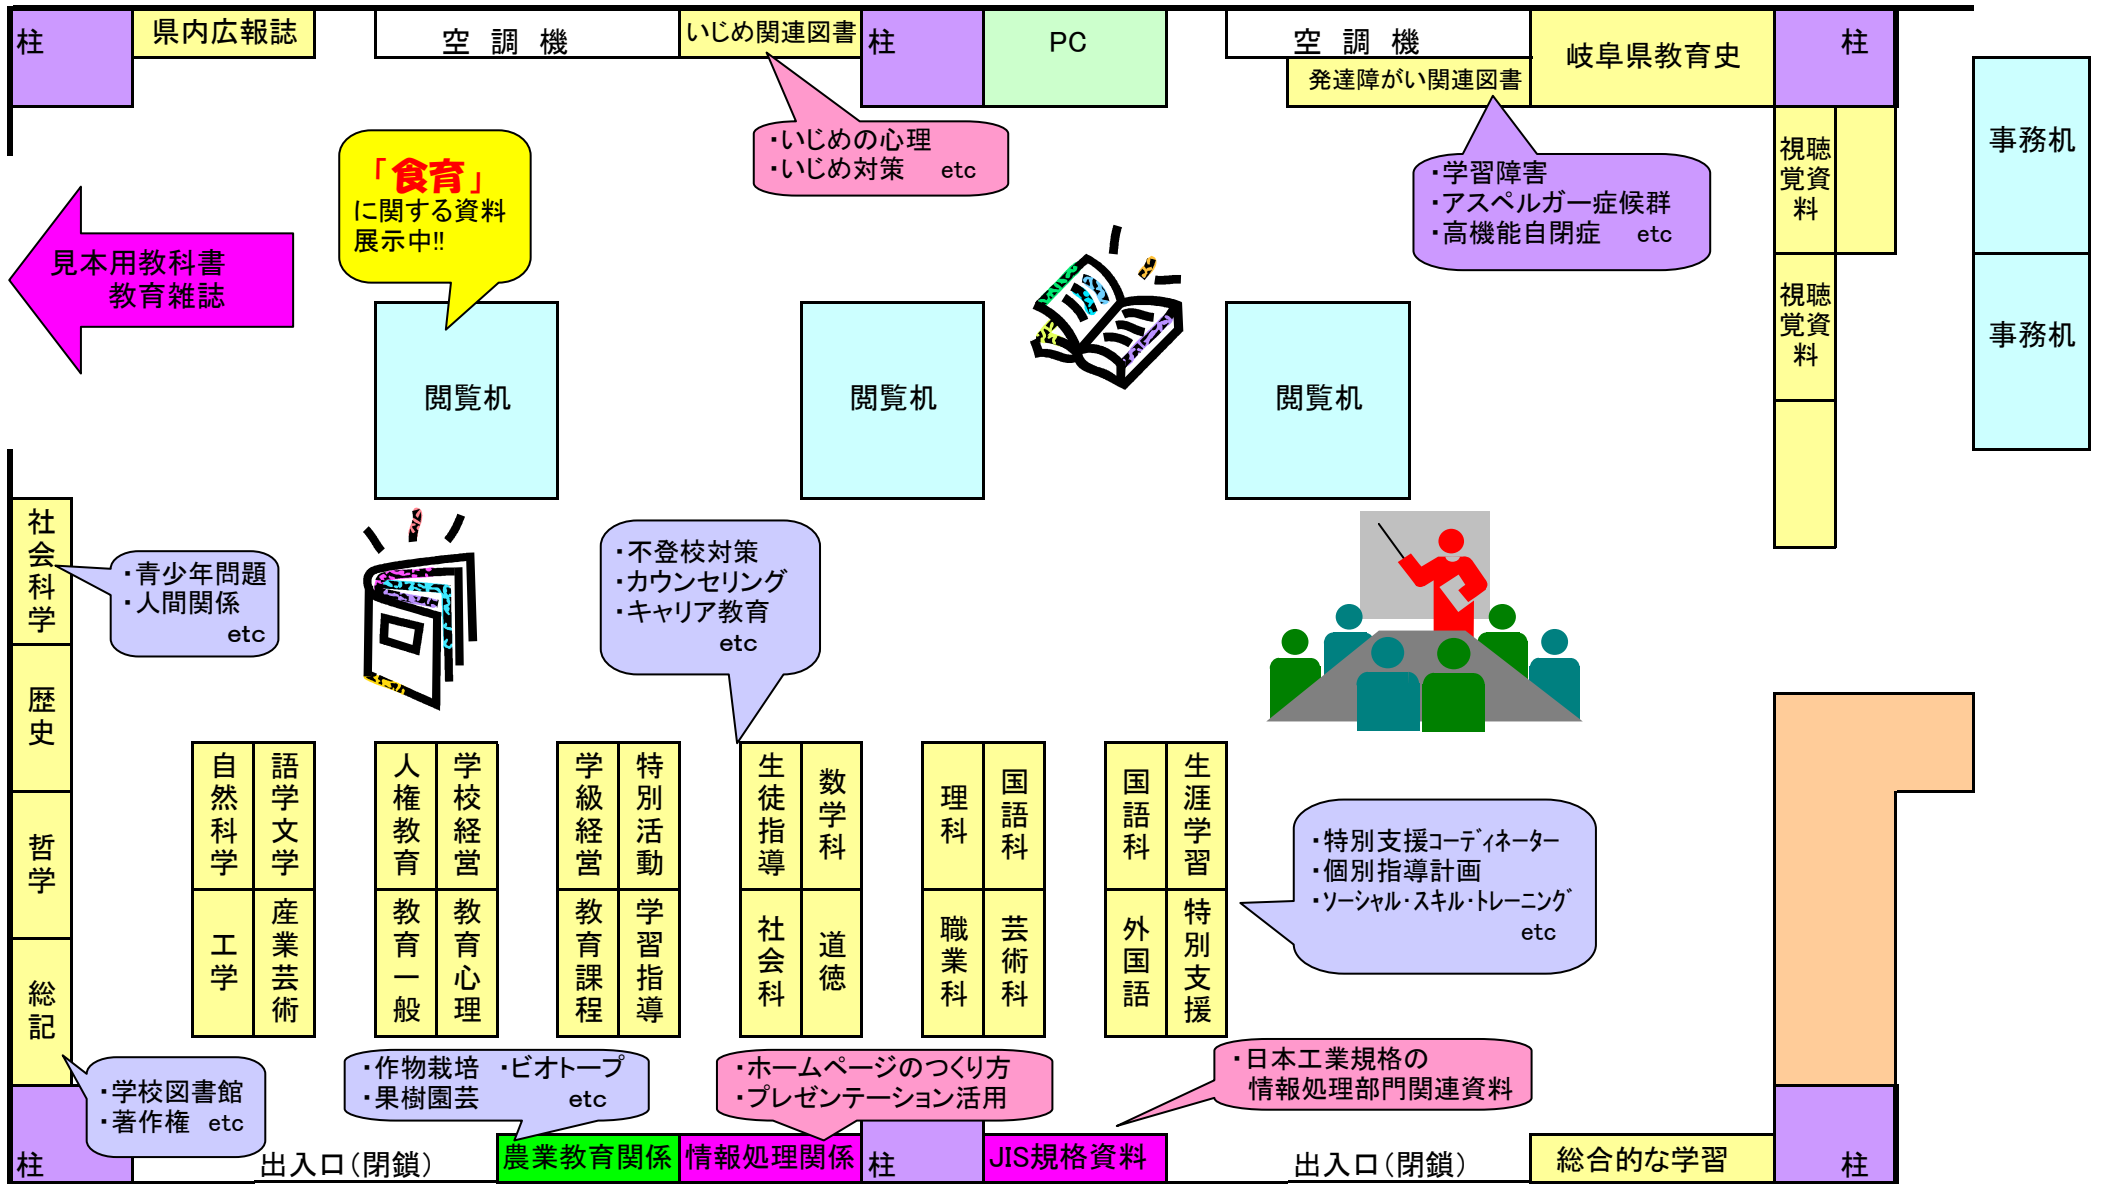 柱
県内広報誌
空　調　機
いじめ関連図書
柱
PC
空　調　機
岐阜県教育史
柱
発達障がい関連図書
・いじめの心理
・いじめ対策　etc
「食育」
に関する資料
展示中!!
・学習障害
・アスペルガー症候群
・高機能自閉症　etc
視聴
覚資
料
事務机
見本用教科書
教育雑誌
視聴
覚資
料
事務机
閲覧机
閲覧机
閲覧机
社会科学
・青少年問題
・人間関係
etc
・不登校対策
・カウンセリング
・キャリア教育
etc
歴史
哲学
総記
自然科学
語学文学
人権教育
学校経営
学級経営
特別活動
生徒指導
数学科
理科
国語科
国語科
生涯学習
・特別支援コーディネーター
・個別指導計画
・ソーシャル・スキル・トレーニング
etc
工学
産業芸術
教育一般
教育心理
教育課程
学習指導
社会科
道徳
職業科
芸術科
外国語
特別支援
・学校図書館
・著作権　etc
・作物栽培　・ビオトープ
・果樹園芸　etc
・ホームページのつくり方
・プレゼンテーション活用
・日本工業規格の
情報処理部門関連資料
柱
出入口（閉鎖）
農業教育関係
情報処理関係
柱
JIS規格資料
出入口（閉鎖）
総合的な学習
柱